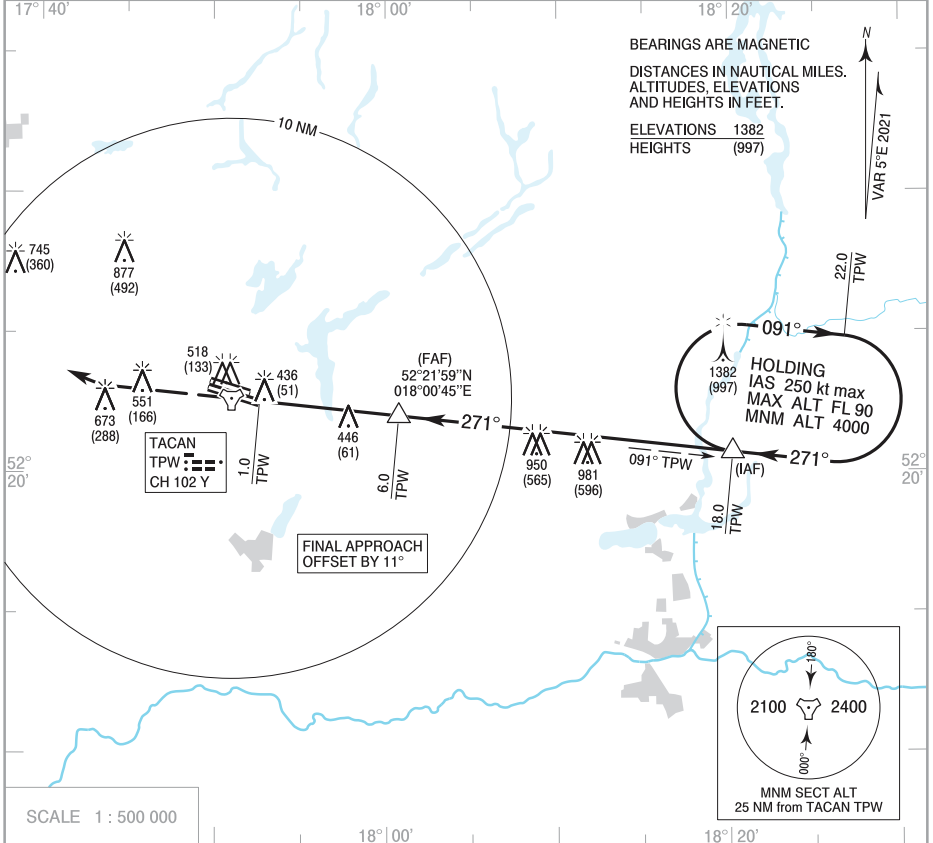 17° 40'
18° 00'
18° 20'
N
BEARINGS ARE MAGNETIC
DISTANCES IN NAUTICAL MILES.
ALTITUDES, ELEVATIONS
AND HEIGHTS IN FEET.
ELEVATIONS 1382
HEIGHTS (997)
VAR 5°E 2021
10 NM
745
(360)
877
(492)
22.0
TPW
091°
HOLDING
IAS 250 kt max
MAX ALT FL 90
MNM ALT 4000
1382
(997)
518
(133)
436
(51)
(FAF)
52°21'59"N
018°00'45"E
551
(166)
673
(288)
446
(61)
271°
950
(565)
981
(596)
091° TPW
(IAF)
271°
TACAN
TPW
CH 102 Y
1.0
TPW
6.0
TPW
18.0
TPW
52°
20'
52°
20'
FINAL APPROACH
OFFSET BY 11°
180°
2100
2400
000°
MNM SECT ALT
25 NM from TACAN TPW
SCALE 1 : 500 000
18° 00'
18° 20'